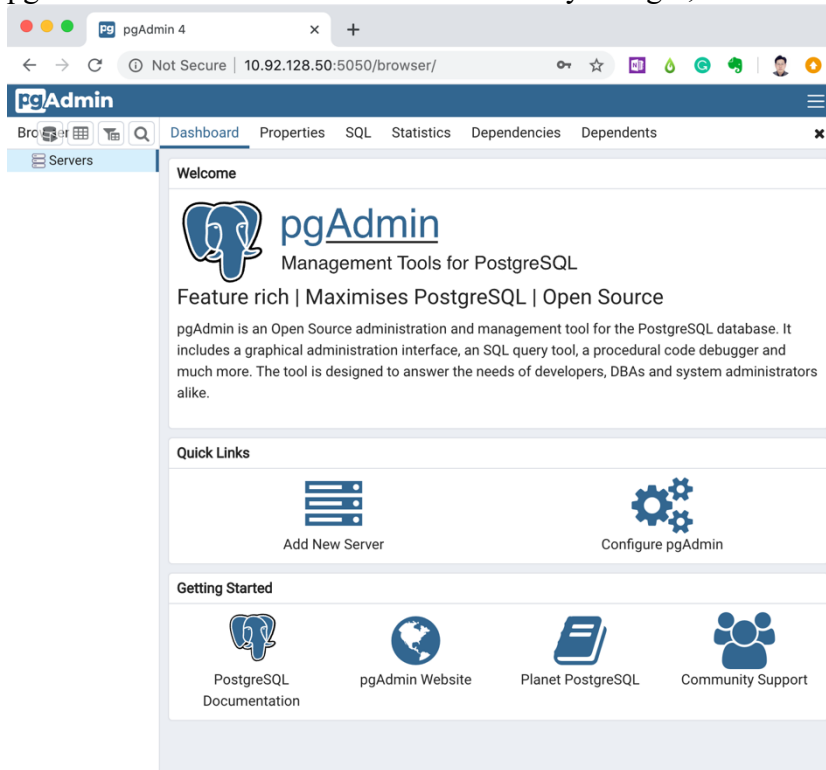 pgAdmin 4
Not Secure | 10.92.128.50:5050/browser/
pgAdmin
Browser
Dashboard Properties SQL Statistics Dependencies Dependents
Servers
Welcome
pgAdmin
Management Tools for PostgreSQL
Feature rich | Maximises PostgreSQL | Open Source
pgAdmin is an Open Source administration and management tool for the PostgreSQL database. It
includes a graphical administration interface, an SQL query tool, a procedural code debugger and
much more. The tool is designed to answer the needs of developers, DBAs and system administrators
alike.
Quick Links
Add New Server Configure pgAdmin
Getting Started
PostgreSQL
Documentation
pgAdmin Website
Planet PostgreSQL
Community Support